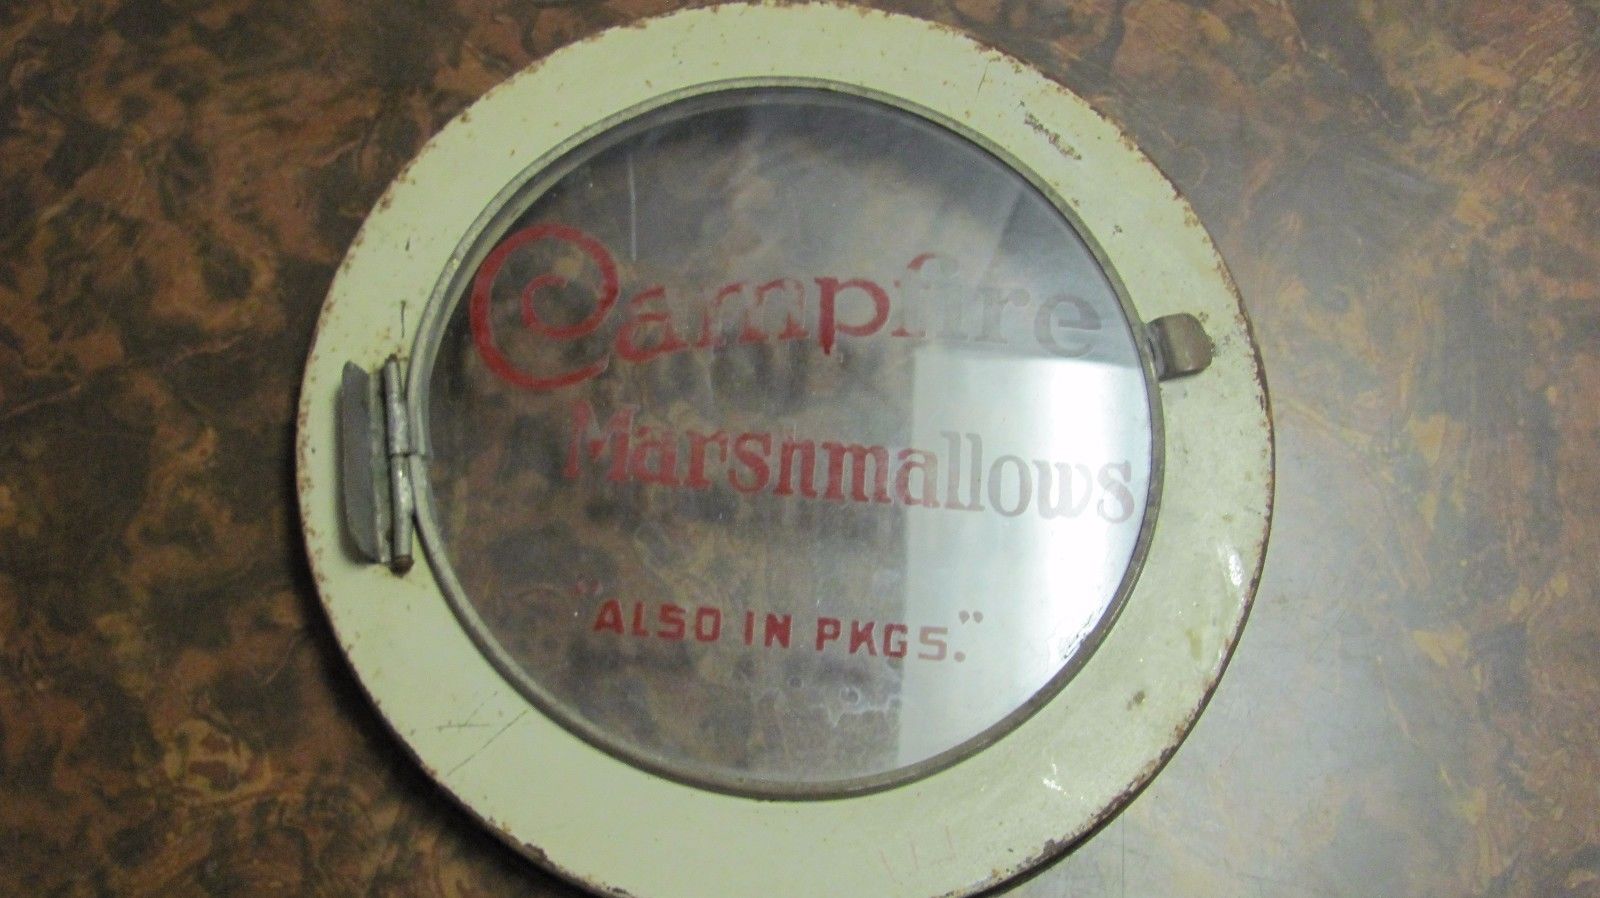 Campfire
Marshmallows
"ALSO IN PKGS."